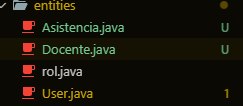 entities
Asistencia.java U
Docente.java U
rol.java
User.java 1